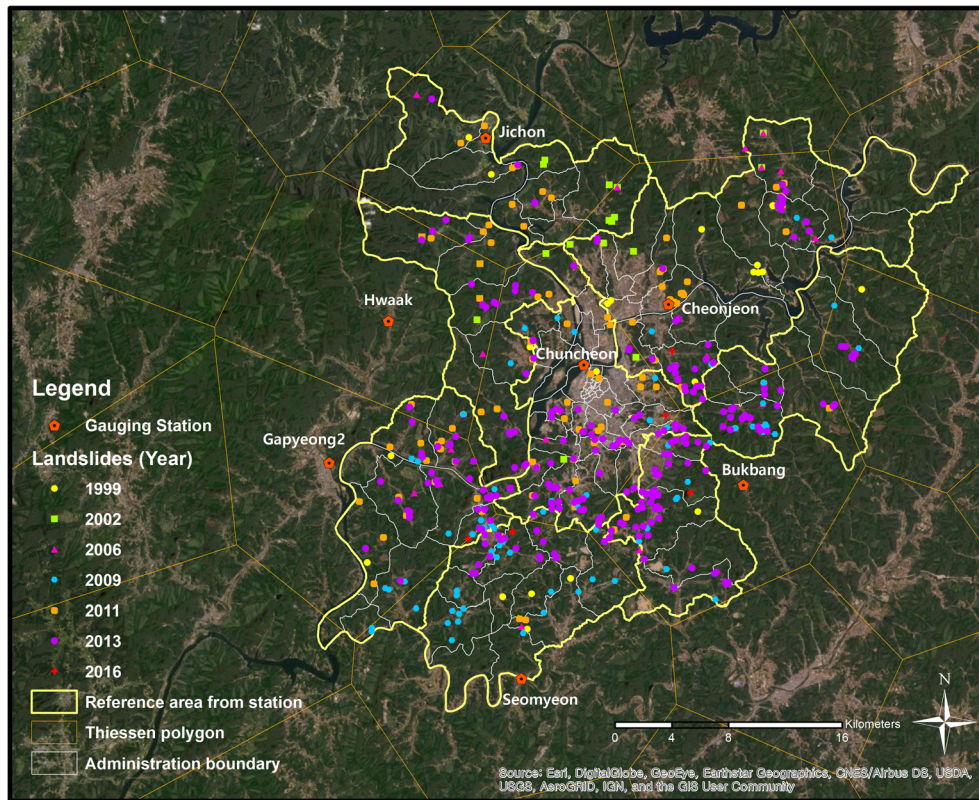 Jichon
Hwaak
Cheonjeon
Chuncheon
Legend
Gauging Station
Gapyeong2
Landslides (Year)
Bukbang
1999
2002
2006
2009
2011
2013
2016
N
Reference area from station
Seomyeon
Thiessen polygon
Kilometers
0 4 8 16
Administration boundary
Source: Esri, DigitalGlobe, GeoEye, Earthstar Geographics, CNES/Airbus DS, USDA,
USGS, AeroGRID, IGN, and the GIS User Community